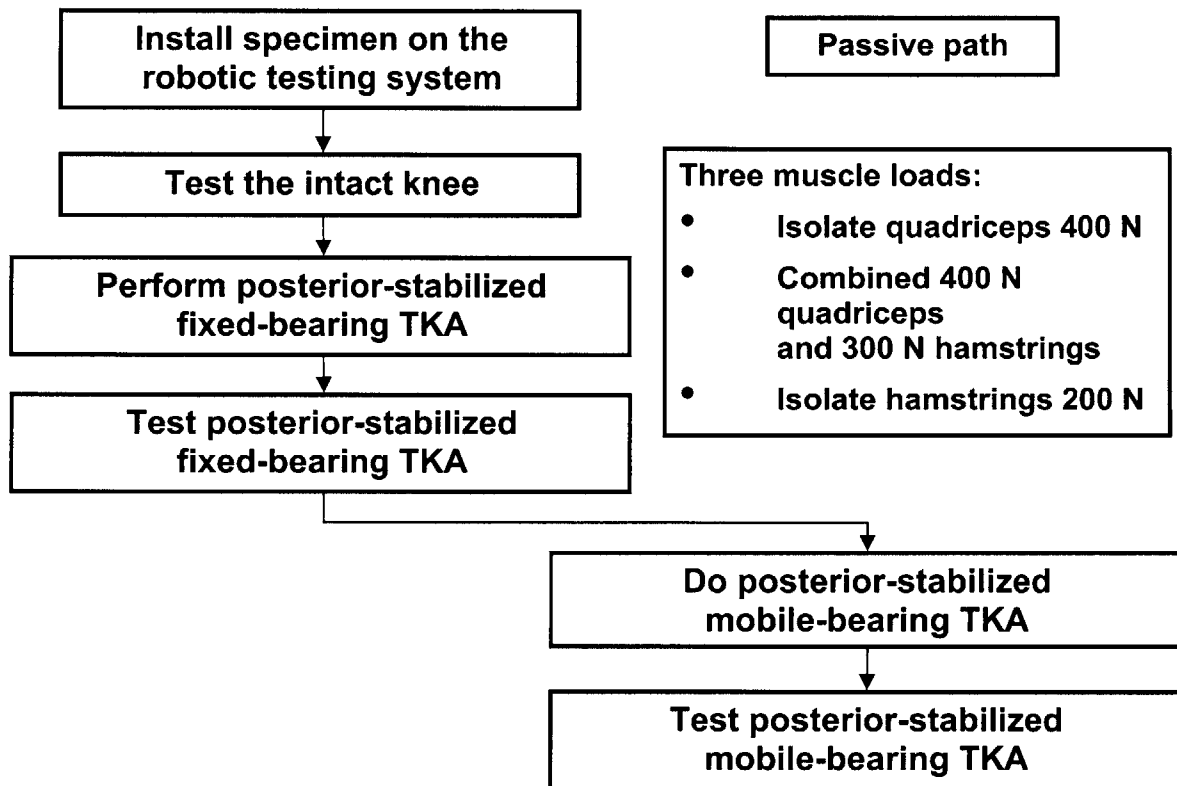 Install specimen on the
robotic testing system
Passive path
Test the intact knee
Three muscle loads:
• Isolate quadriceps 400 N
• Combined 400 N
quadriceps
and 300 N hamstrings
• Isolate hamstrings 200 N
Perform posterior-stabilized
fixed-bearing TKA
Test posterior-stabilized
fixed-bearing TKA
Do posterior-stabilized
mobile-bearing TKA
Test posterior-stabilized
mobile-bearing TKA